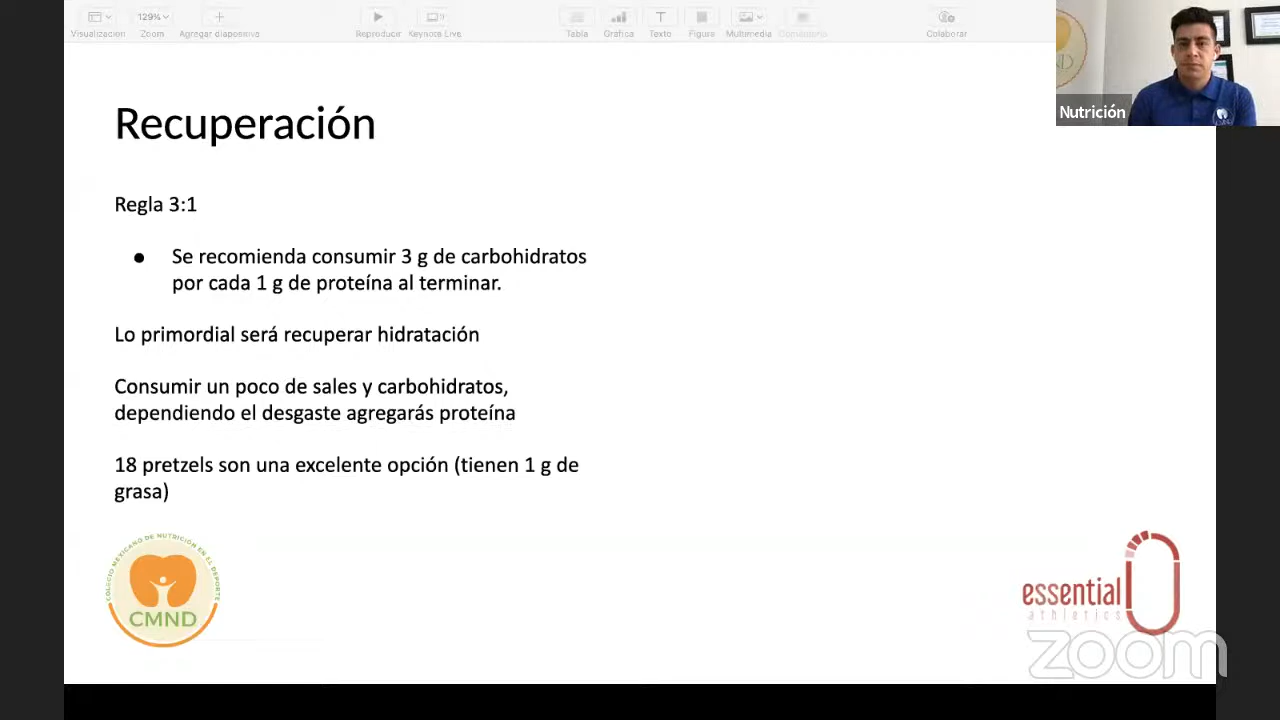 129%
Visualización
Zoom
Agregar diapositiva
Reproducir
Keynote Live
Tabla
Gráfica
Texto
Figura
Multimedia
Comentario
Colaborar
Nutrición
Recuperación
Regla 3:1
● Se recomienda consumir 3 g de carbohidratos
por cada 1 g de proteína al terminar.
Lo primordial será recuperar hidratación
Consumir un poco de sales y carbohidratos,
dependiendo el desgaste agregarás proteína
18 pretzels son una excelente opción (tienen 1 g de
grasa)
COLEGIO MEXICANO DE NUTRICIÓN EN EL DEPORTE
CMND
essential
athletics
zoom